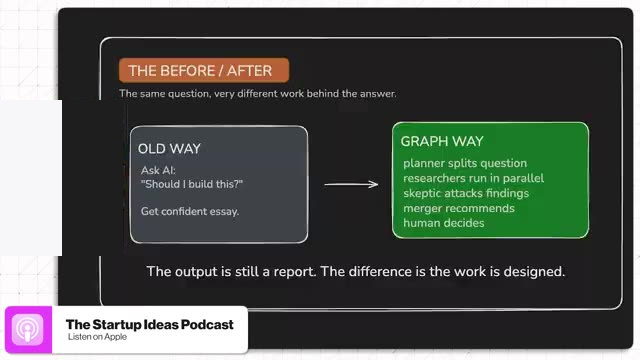 THE BEFORE / AFTER
The same question, very different work behind the answer.
OLD WAY
Ask AI:
"Should I build this?"
Get confident essay.
GRAPH WAY
planner splits question
researchers run in parallel
skeptic attacks findings
merger recommends
human decides
The output is still a report. The difference is the work is designed.
The Startup Ideas Podcast
Listen on Apple